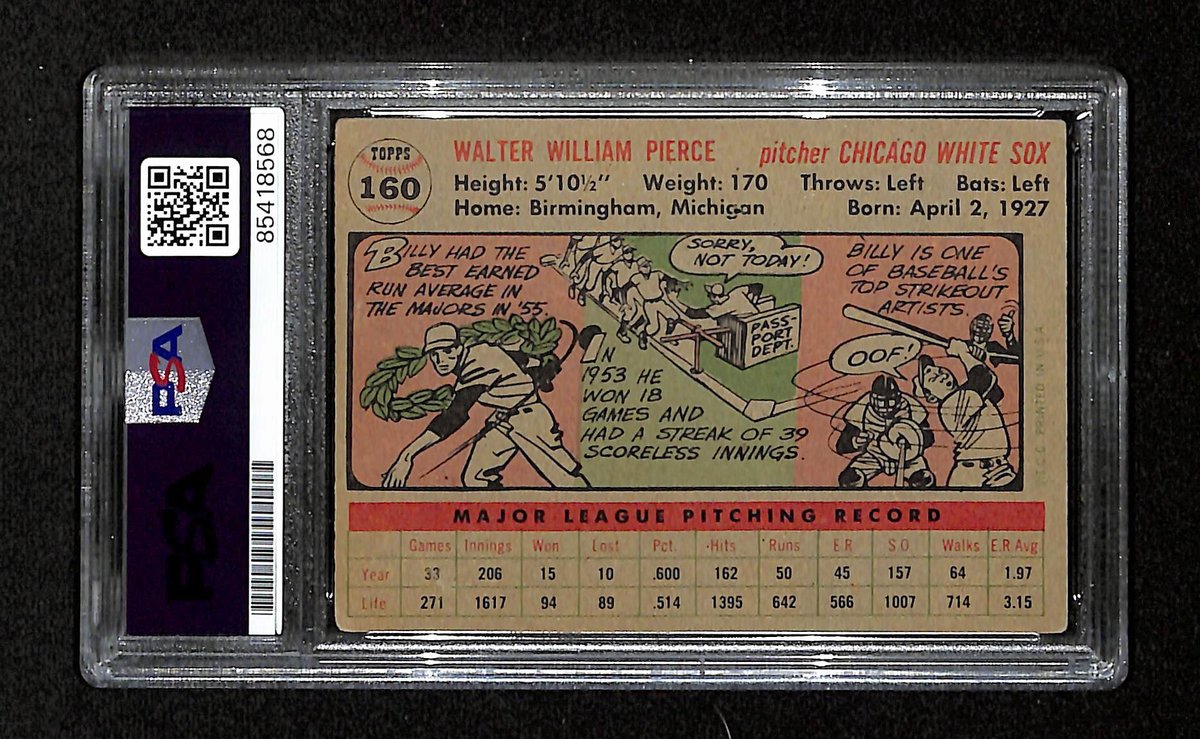 85418568
PSA
PSA
TOPPS
160
WALTER WILLIAM PIERCE pitcher CHICAGO WHITE SOX
Height: 5'10½" Weight: 170 Throws: Left Bats: Left
Home: Birmingham, Michigan Born: April 2, 1927
BILLY HAD THE
BEST EARNED
RUN AVERAGE IN
THE MAJORS IN '55.
SORRY,
NOT TODAY!
PASS-
PORT
DEPT.
IN
1953 HE
WON 18
GAMES AND
HAD A STREAK OF 39
SCORELESS INNINGS.
BILLY IS ONE
OF BASEBALL'S
TOP STRIKEOUT
ARTISTS.
OOF!
T.C.G. PRINTED IN U.S.A.
MAJOR LEAGUE PITCHING RECORD
Games Innings Won Lost Pct. Hits Runs E.R. S.O. Walks E.R. Avg
Year 33 206 15 10 .600 162 50 45 157 64 1.97
Life 271 1617 94 89 .514 1395 642 566 1007 714 3.15